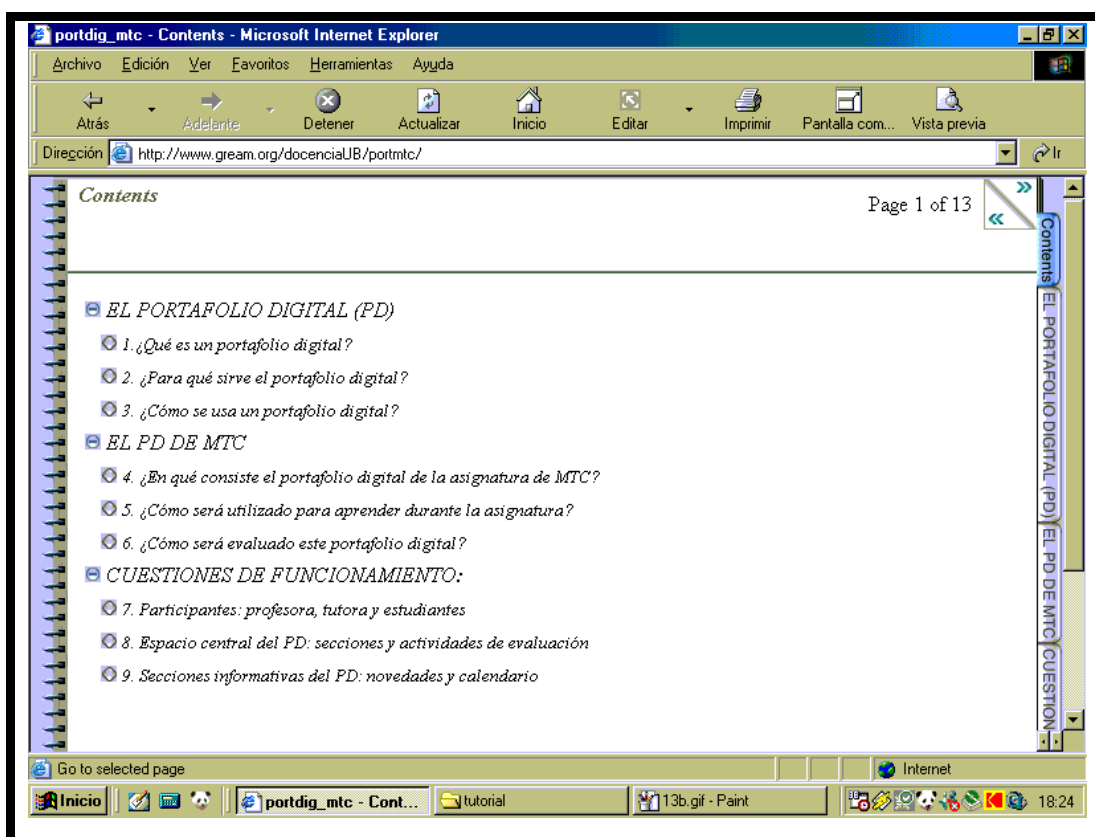 portdig_mtc - Contents - Microsoft Internet Explorer
Archivo Edición Ver Favoritos Herramientas Ayuda
Atrás Adelante Detener Actualizar Inicio Editar Imprimir Pantalla com... Vista previa
Dirección http://www.gream.org/docenciaUB/portmtc/ Ir
Contents
Page 1 of 13
EL PORTAFOLIO DIGITAL (PD)
1.¿Qué es un portafolio digital?
2. ¿Para qué sirve el portafolio digital?
3. ¿Cómo se usa un portafolio digital?
EL PD DE MTC
4. ¿En qué consiste el portafolio digital de la asignatura de MTC?
5. ¿Cómo será utilizado para aprender durante la asignatura?
6. ¿Cómo será evaluado este portafolio digital?
CUESTIONES DE FUNCIONAMIENTO:
7. Participantes: profesora, tutora y estudiantes
8. Espacio central del PD: secciones y actividades de evaluación
9. Secciones informativas del PD: novedades y calendario
Contents
EL PORTAFOLIO DIGITAL (PD)
EL PD DE MTC
CUESTION
Go to selected page Internet
Inicio portdig_mtc - Cont... tutorial 13b.gif - Paint 18:24